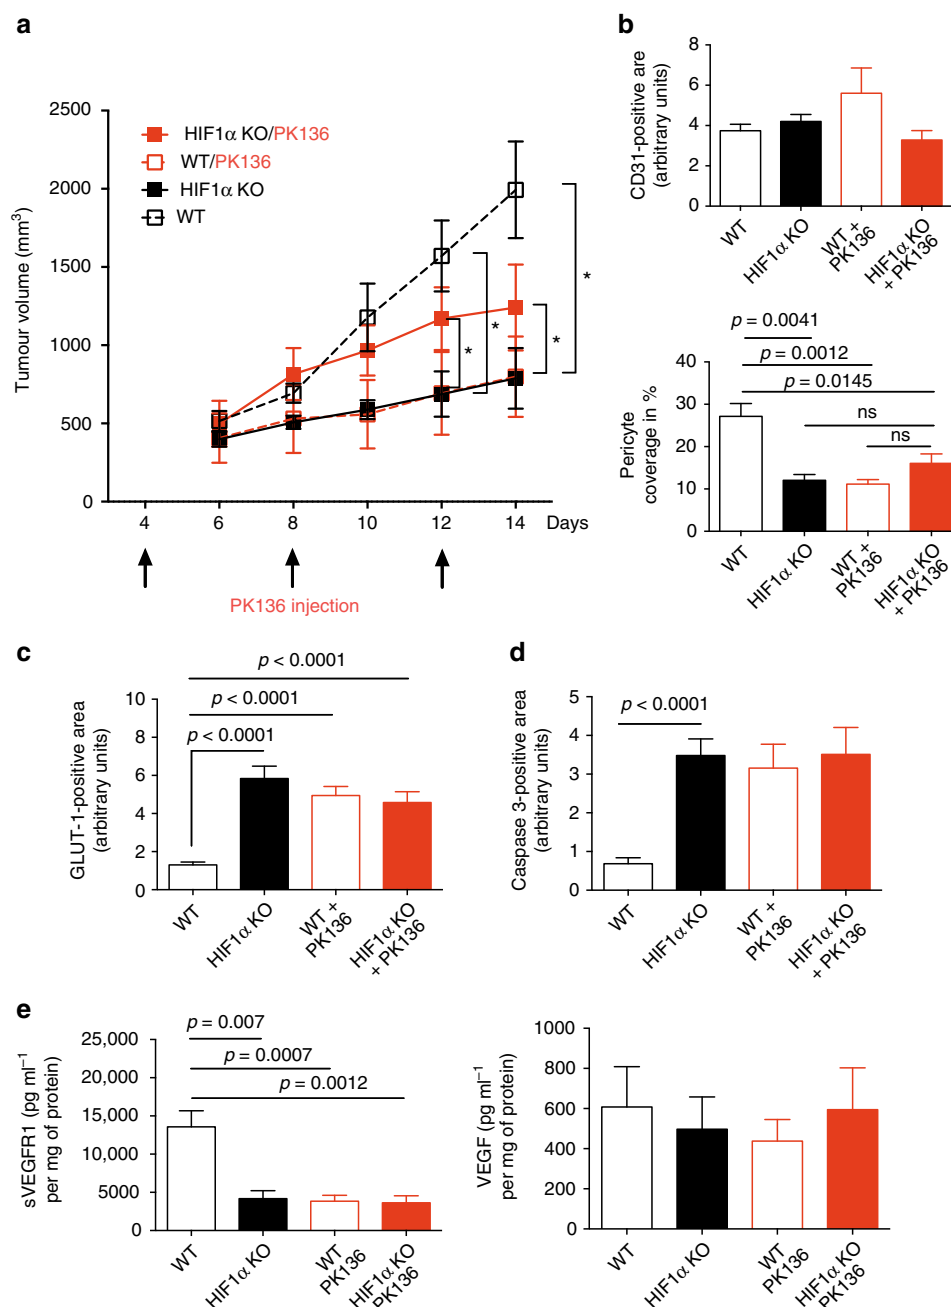 a
2500
2000
1500
1000
500
0
Tumour volume (mm³)
HIF1α KO/PK136
WT/PK136
HIF1α KO
WT
*
*
*
*
4 6 8 10 12 14 Days
PK136 injection
b
8
6
4
2
0
CD31-positive are
(arbitrary units)
WT
HIF1α KO
WT +
PK136
HIF1α KO
+ PK136
p = 0.0041
p = 0.0012
p = 0.0145
ns
ns
40
30
20
10
0
Pericyte
coverage in %
WT
HIF1α KO
WT +
PK136
HIF1α KO
+ PK136
c
p < 0.0001
p < 0.0001
p < 0.0001
10
8
6
4
2
0
GLUT-1-positive area
(arbitrary units)
WT
HIF1α KO
WT +
PK136
HIF1α KO
+ PK136
d
p < 0.0001
5
4
3
2
1
0
Caspase 3-positive area
(arbitrary units)
WT
HIF1α KO
WT +
PK136
HIF1α KO
+ PK136
e
p = 0.007
p = 0.0007
p = 0.0012
25,000
20,000
15,000
10,000
5000
0
sVEGFR1 (pg ml⁻¹
per mg of protein)
WT
HIF1α KO
WT
PK136
HIF1α KO
PK136
1000
800
600
400
200
0
VEGF (pg ml⁻¹
per mg of protein)
WT
HIF1α KO
WT
PK136
HIF1α KO
PK136